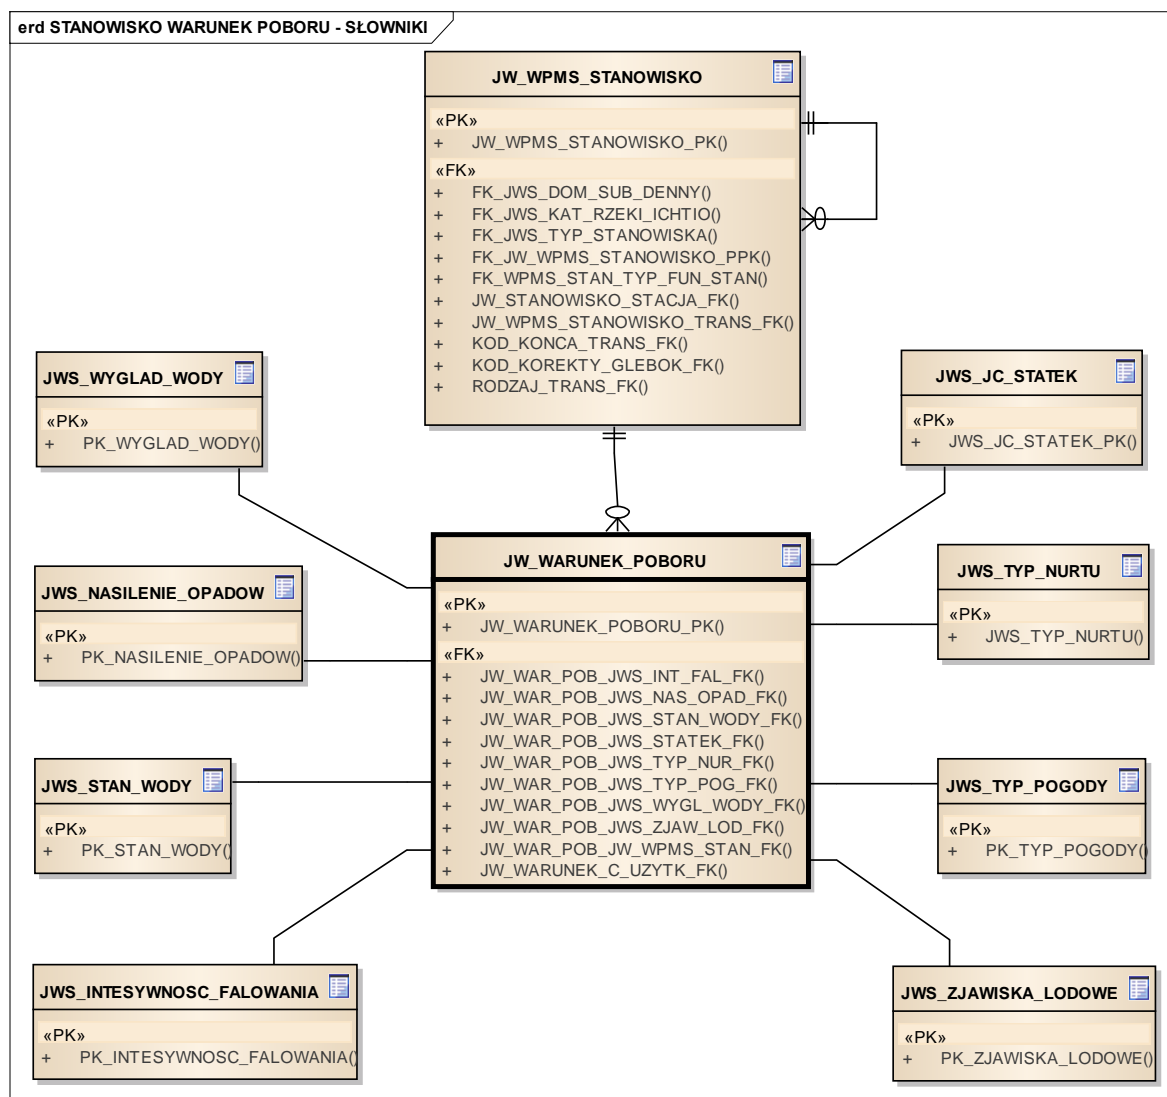 erd STANOWISKO WARUNEK POBORU - SŁOWNIKI
JW_WPMS_STANOWISKO
«PK»
+ JW_WPMS_STANOWISKO_PK()
«FK»
+ FK_JWS_DOM_SUB_DENNY()
+ FK_JWS_KAT_RZEKI_ICHTIO()
+ FK_JWS_TYP_STANOWISKA()
+ FK_JW_WPMS_STANOWISKO_PPK()
+ FK_WPMS_STAN_TYP_FUN_STAN()
+ JW_STANOWISKO_STACJA_FK()
+ JW_WPMS_STANOWISKO_TRANS_FK()
+ KOD_KONCA_TRANS_FK()
+ KOD_KOREKTY_GLEBOK_FK()
+ RODZAJ_TRANS_FK()
JWS_WYGLAD_WODY
«PK»
+ PK_WYGLAD_WODY()
JWS_JC_STATEK
«PK»
+ JWS_JC_STATEK_PK()
JW_WARUNEK_POBORU
«PK»
+ JW_WARUNEK_POBORU_PK()
«FK»
+ JW_WAR_POB_JWS_INT_FAL_FK()
+ JW_WAR_POB_JWS_NAS_OPAD_FK()
+ JW_WAR_POB_JWS_STAN_WODY_FK()
+ JW_WAR_POB_JWS_STATEK_FK()
+ JW_WAR_POB_JWS_TYP_NUR_FK()
+ JW_WAR_POB_JWS_TYP_POG_FK()
+ JW_WAR_POB_JWS_WYGL_WODY_FK()
+ JW_WAR_POB_JWS_ZJAW_LOD_FK()
+ JW_WAR_POB_JW_WPMS_STAN_FK()
+ JW_WARUNEK_C_UZYTK_FK()
JWS_NASILENIE_OPADOW
«PK»
+ PK_NASILENIE_OPADOW()
JWS_TYP_NURTU
«PK»
+ JWS_TYP_NURTU()
JWS_STAN_WODY
«PK»
+ PK_STAN_WODY()
JWS_TYP_POGODY
«PK»
+ PK_TYP_POGODY()
JWS_INTESYWNOSC_FALOWANIA
«PK»
+ PK_INTESYWNOSC_FALOWANIA()
JWS_ZJAWISKA_LODOWE
«PK»
+ PK_ZJAWISKA_LODOWE()